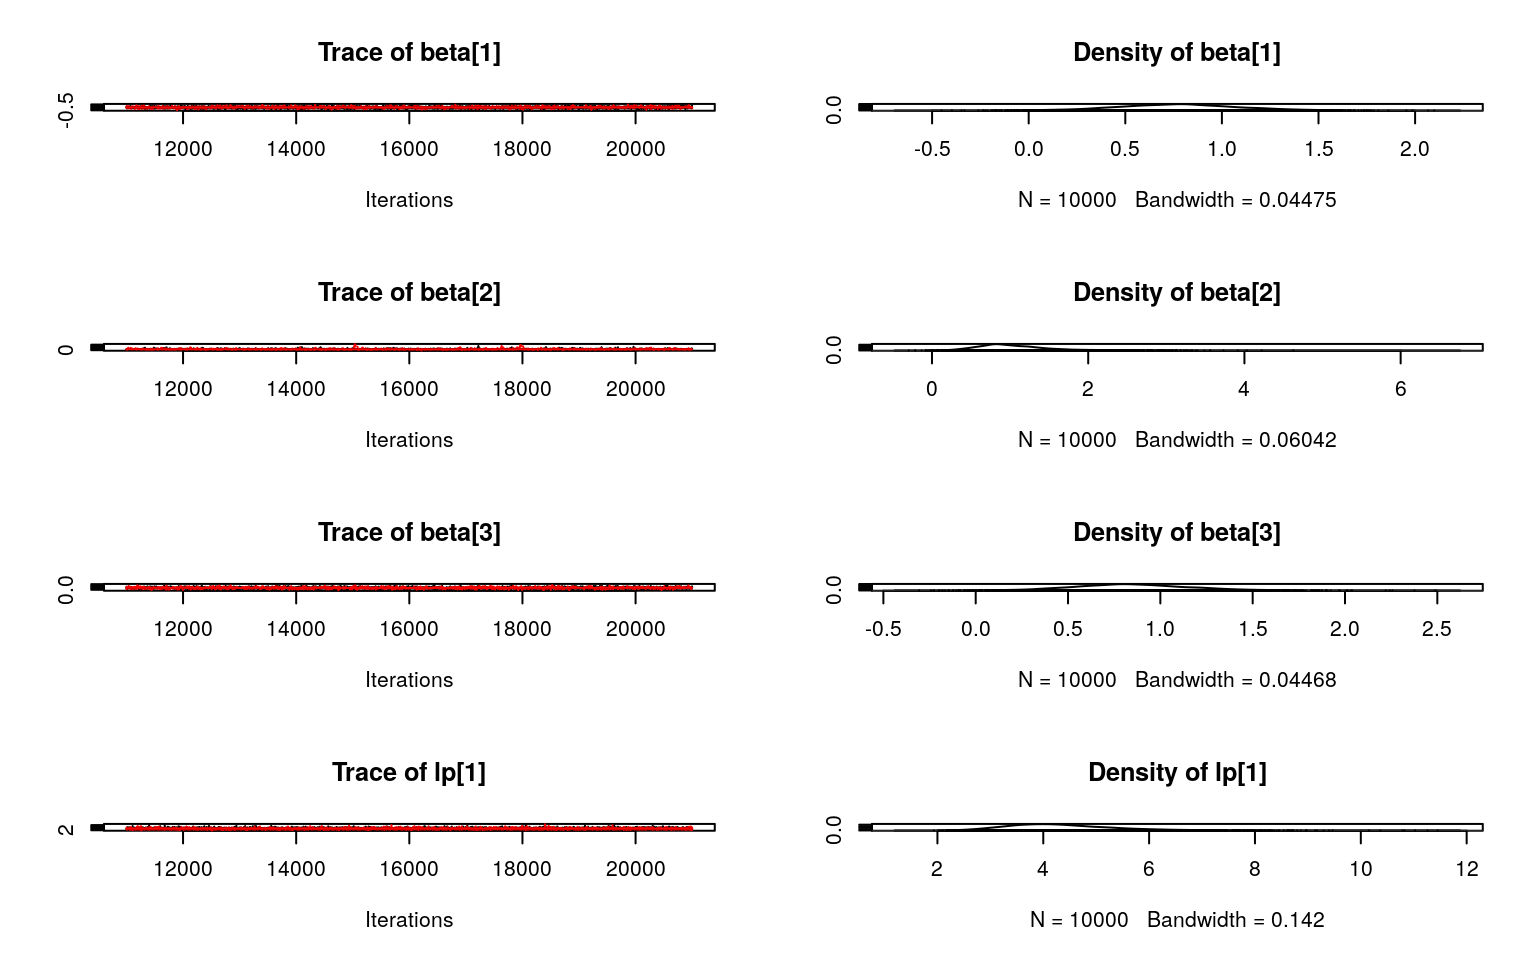 Trace of beta[1]
-0.5
12000 14000 16000 18000 20000
Iterations
Density of beta[1]
0.0
-0.5 0.0 0.5 1.0 1.5 2.0
N = 10000 Bandwidth = 0.04475
Trace of beta[2]
0
12000 14000 16000 18000 20000
Iterations
Density of beta[2]
0.0
0 2 4 6
N = 10000 Bandwidth = 0.06042
Trace of beta[3]
0.0
12000 14000 16000 18000 20000
Iterations
Density of beta[3]
0.0
-0.5 0.0 0.5 1.0 1.5 2.0 2.5
N = 10000 Bandwidth = 0.04468
Trace of lp[1]
2
12000 14000 16000 18000 20000
Iterations
Density of lp[1]
0.0
2 4 6 8 10 12
N = 10000 Bandwidth = 0.142